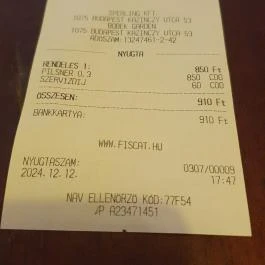 SPERLING KFT.
1075 BUDAPEST KAZINCZY UTCA 53
BOBEK GARDEN
1075 BUDAPEST KAZINCZY UTCA 53
ADÓSZÁM:13247461-2-42
NYUGTA
RENDELÉS 1: 850 Ft
PILSNER 0,3 850 C00
SZERVIZDÍJ 60 C00
ÖSSZESEN: 910 Ft
BANKKÁRTYA: 910 Ft
WWW.FISCAT.HU
NYUGTASZÁM: 0307/00009
2024.12.12. 17:47
NAV ELLENŐRZŐ KÓD:77F54
AP A23471451